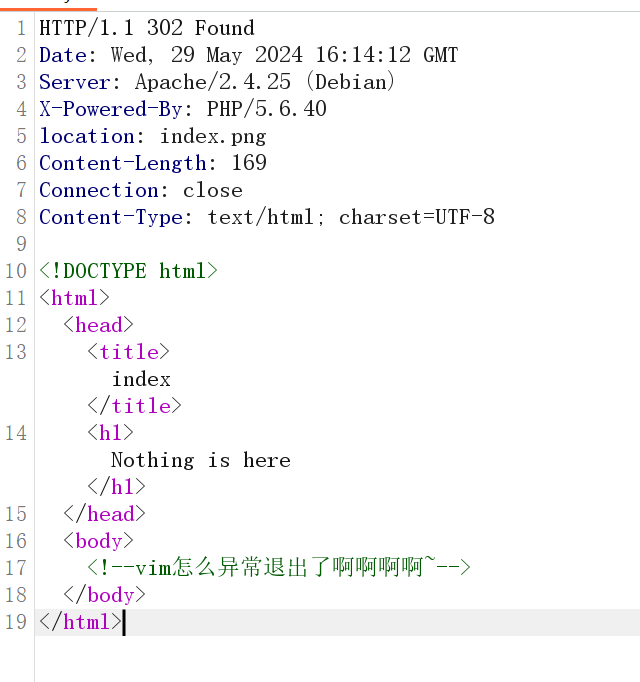 1 HTTP/1.1 302 Found
2 Date: Wed, 29 May 2024 16:14:12 GMT
3 Server: Apache/2.4.25 (Debian)
4 X-Powered-By: PHP/5.6.40
5 location: index.png
6 Content-Length: 169
7 Connection: close
8 Content-Type: text/html; charset=UTF-8
9
10 <!DOCTYPE html>
11 <html>
12 <head>
13 <title>
index
</title>
14 <h1>
Nothing is here
</h1>
15 </head>
16 <body>
17 <!--vim怎么异常退出了啊啊啊啊~-->
18 </body>
19 </html>